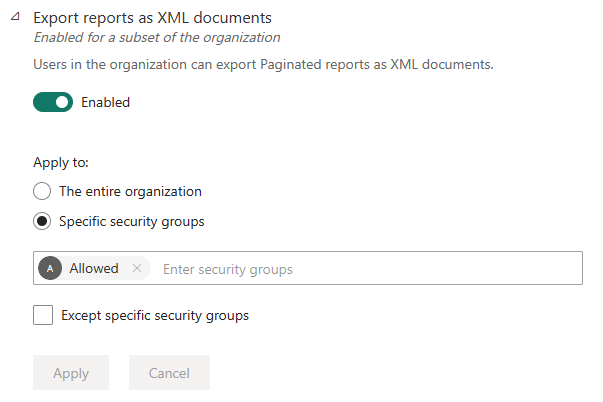 Export reports as XML documents
Enabled for a subset of the organization
Users in the organization can export Paginated reports as XML documents.
Enabled
Apply to:
The entire organization
Specific security groups
A Allowed Enter security groups
Except specific security groups
Apply Cancel